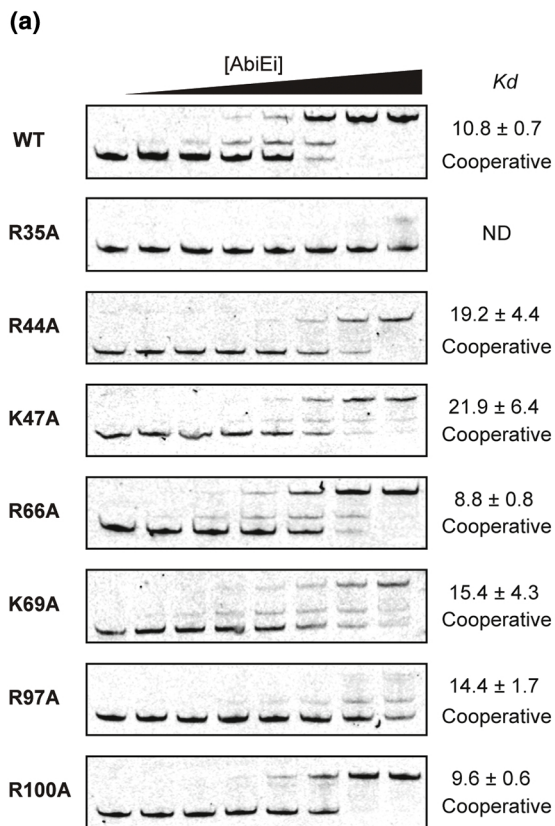 (a)
[AbiEi]
Kd
WT
10.8 ± 0.7
Cooperative
R35A
ND
R44A
19.2 ± 4.4
Cooperative
K47A
21.9 ± 6.4
Cooperative
R66A
8.8 ± 0.8
Cooperative
K69A
15.4 ± 4.3
Cooperative
R97A
14.4 ± 1.7
Cooperative
R100A
9.6 ± 0.6
Cooperative